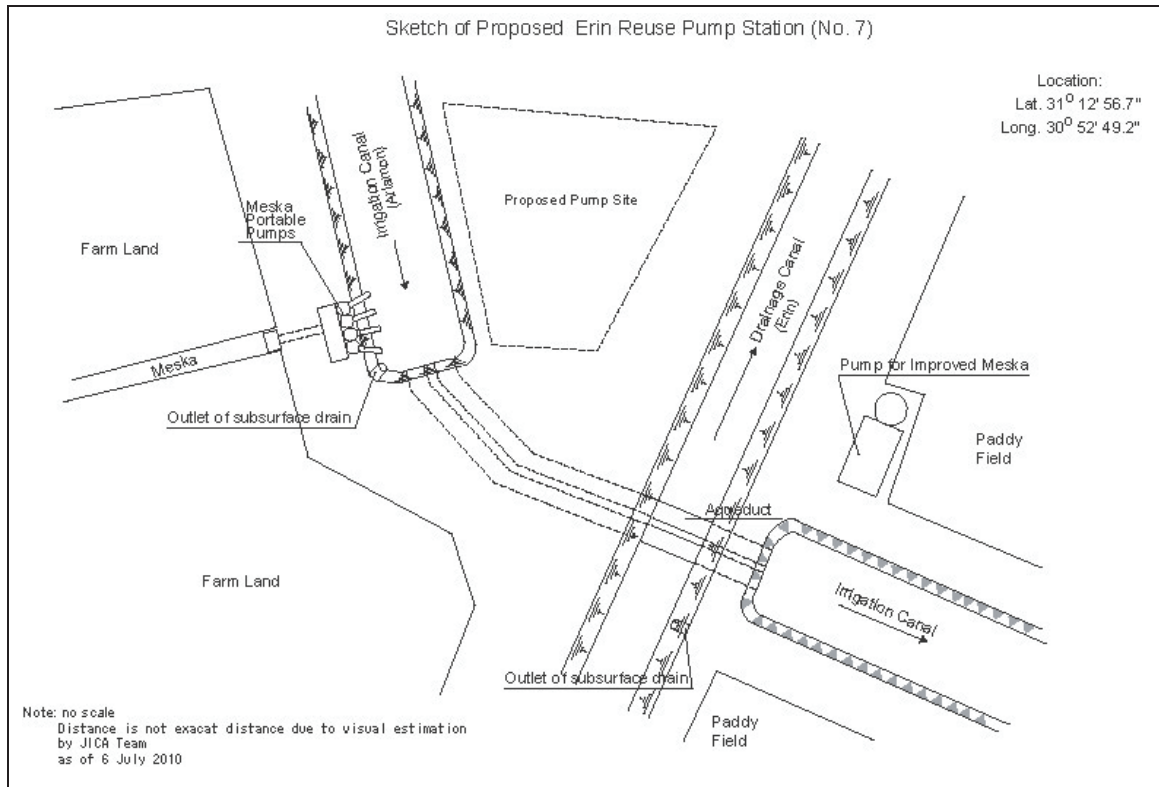 Sketch of Proposed Erin Reuse Pump Station (No. 7)
Location:
Lat. 31⁰ 12' 56.7"
Long. 30⁰ 52' 49.2"
Irrigation Canal
(Arlamon)
Meska
Portable
Pumps
Proposed Pump Site
Farm Land
Drainage Canal
(Erin)
Meska
Pump for Improved Meska
Outlet of subsurface drain
Paddy
Field
Aqueduct
Farm Land
Irrigation Canal
Outlet of subsurface drain
Paddy
Field
Note: no scale
Distance is not exacat distance due to visual estimation
by JICA Team
as of 6 July 2010